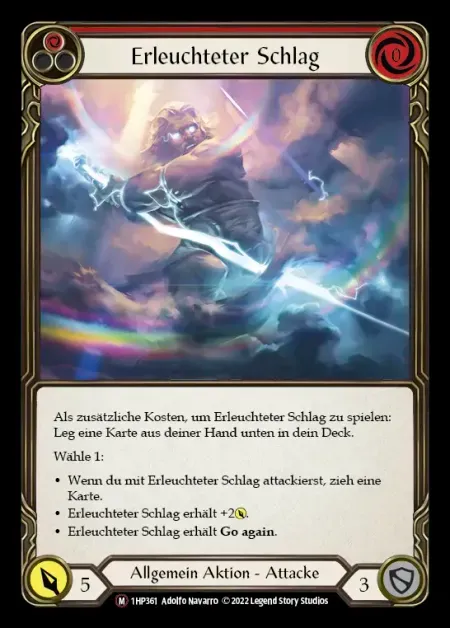 Erleuchteter Schlag
0
Als zusätzliche Kosten, um Erleuchteter Schlag zu spielen:
Leg eine Karte aus deiner Hand unten in dein Deck.
Wähle 1:
• Wenn du mit Erleuchteter Schlag attackierst, zieh eine
Karte.
• Erleuchteter Schlag erhält +2.
• Erleuchteter Schlag erhält Go again.
5
Allgemein Aktion - Attacke
3
M 1HP361 Adolfo Navarro ©2022 Legend Story Studios